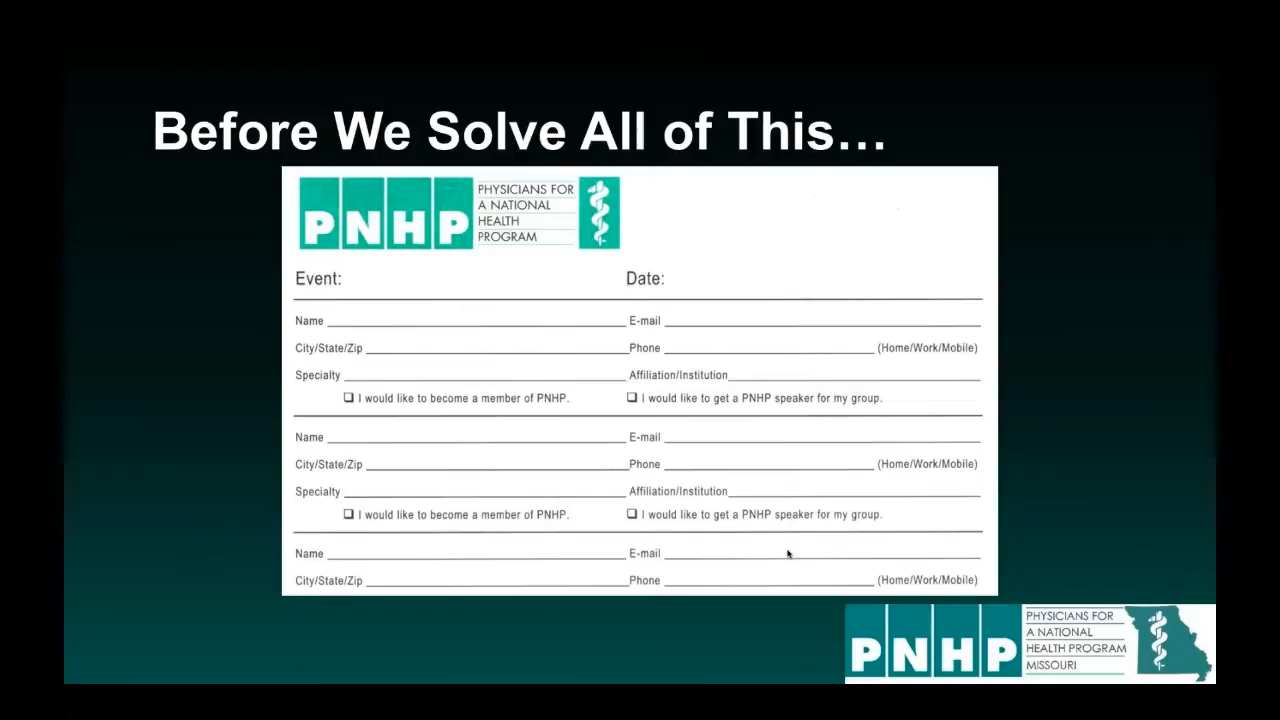 Before We Solve All of This…
PNHP
PHYSICIANS FOR
A NATIONAL
HEALTH
PROGRAM
Event: Date:
Name E-mail
City/State/Zip Phone (Home/Work/Mobile)
Specialty Affiliation/Institution
❏ I would like to become a member of PNHP. ❏ I would like to get a PNHP speaker for my group.
Name E-mail
City/State/Zip Phone (Home/Work/Mobile)
Specialty Affiliation/Institution
❏ I would like to become a member of PNHP. ❏ I would like to get a PNHP speaker for my group.
Name E-mail
City/State/Zip Phone (Home/Work/Mobile)
PNHP
PHYSICIANS FOR
A NATIONAL
HEALTH PROGRAM
MISSOURI